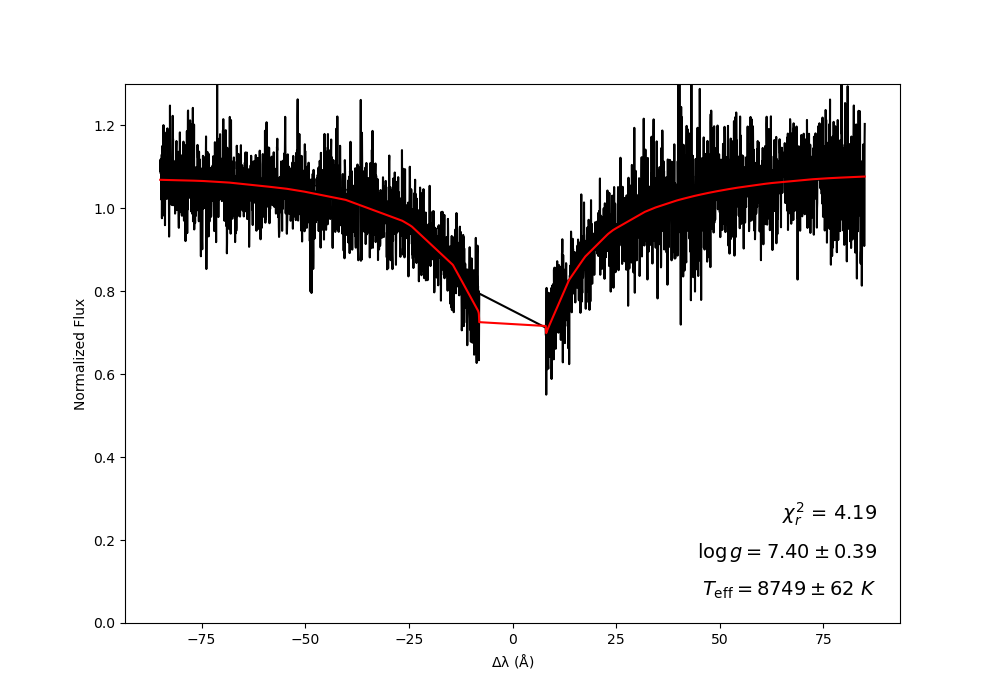 1.2
1.0
0.8
0.6
0.4
0.2
0.0
Normalized Flux
χ²ᵣ = 4.19
log g = 7.40 ± 0.39
T_eff = 8749 ± 62 K
−75 −50 −25 0 25 50 75
Δλ (Å)